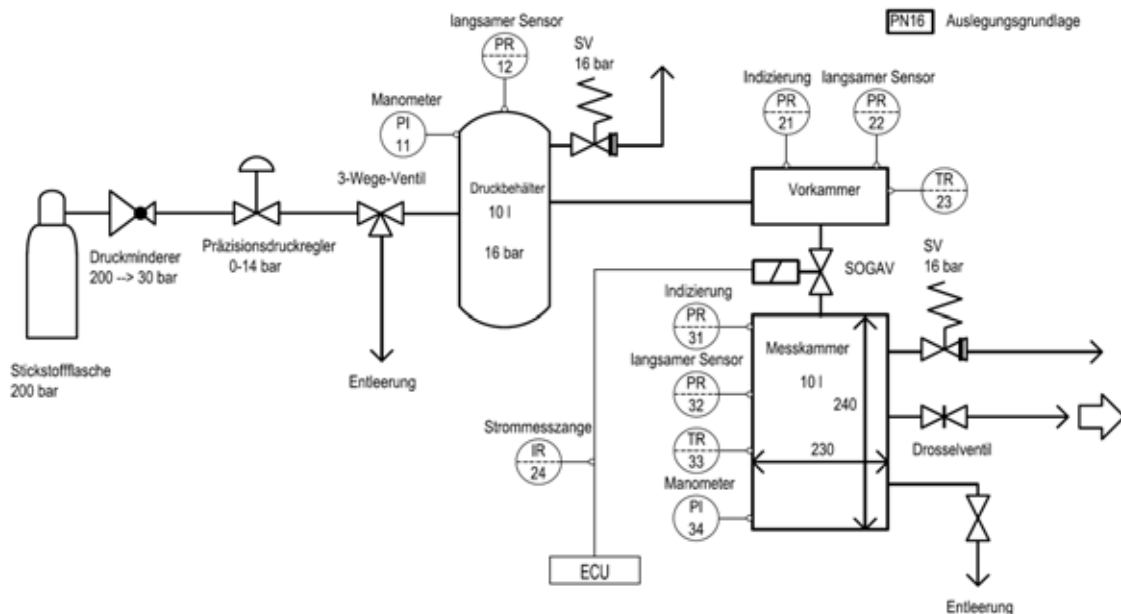 PN16 Auslegungsgrundlage
langsamer Sensor
PR
12
SV
16 bar
Manometer
PI
11
Indizierung
PR
21
langsamer Sensor
PR
22
3-Wege-Ventil
Druckbehälter
10 l
16 bar
Vorkammer
TR
23
Druckminderer
200 --> 30 bar
Präzisionsdruckregler
0-14 bar
Stickstoffflasche
200 bar
Entleerung
SOGAV
SV
16 bar
Indizierung
PR
31
langsamer Sensor
PR
32
TR
33
Manometer
PI
34
Messkammer
10 l
240
230
Drosselventil
Strommesszange
IR
24
ECU
Entleerung